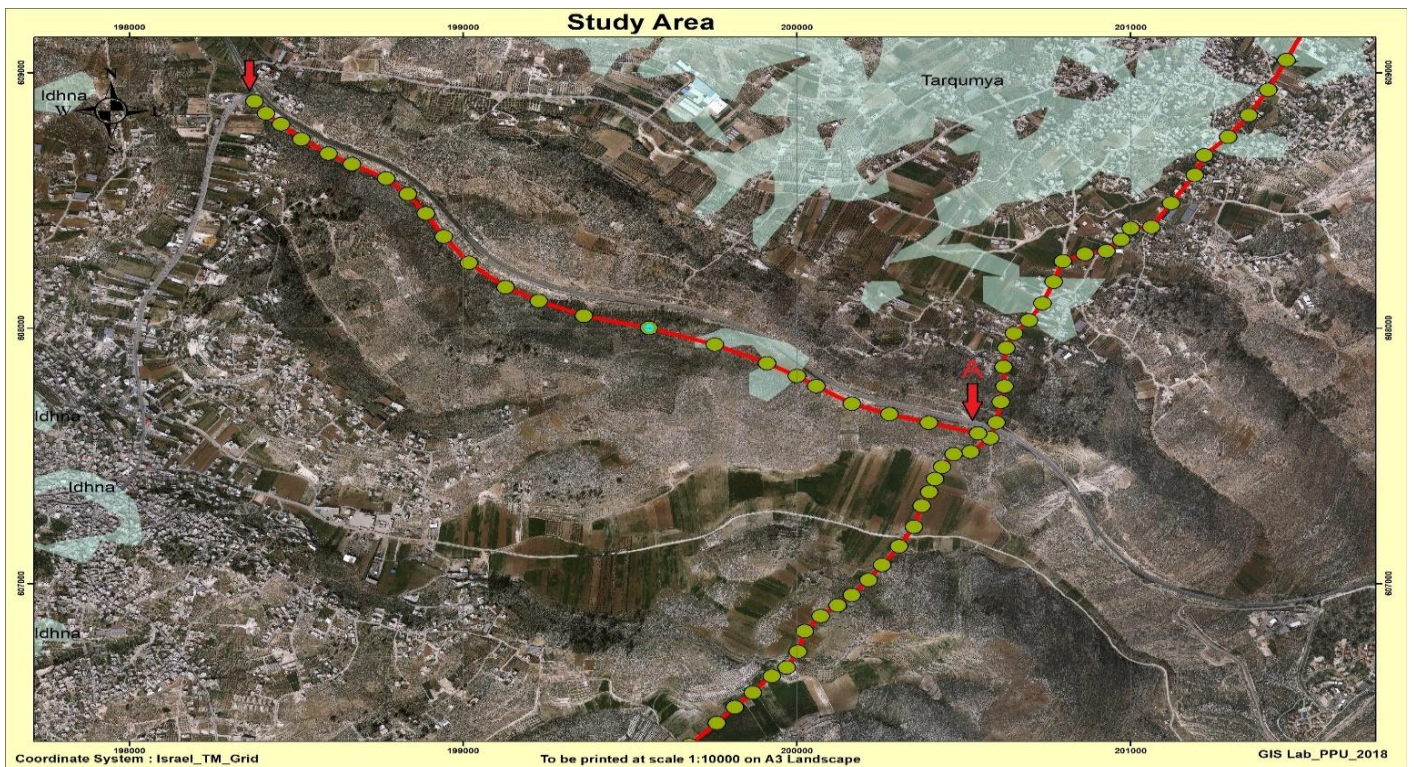 Study Area
198000 199000 200000 201000
609000 609000
Tarqumya
Idhna
N
W E
S
608000 608000
A
Idhna
Idhna
607000 607000
Idhna
198000 199000 200000 201000
Coordinate System : Israel_TM_Grid To be printed at scale 1:10000 on A3 Landscape GIS Lab_PPU_2018